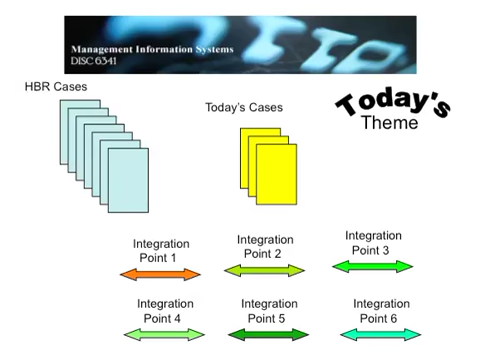 Management Information Systems
DISC 6341
HBR Cases
Today's Cases
Today's
Theme
Integration
Point 1
Integration
Point 2
Integration
Point 3
Integration
Point 4
Integration
Point 5
Integration
Point 6